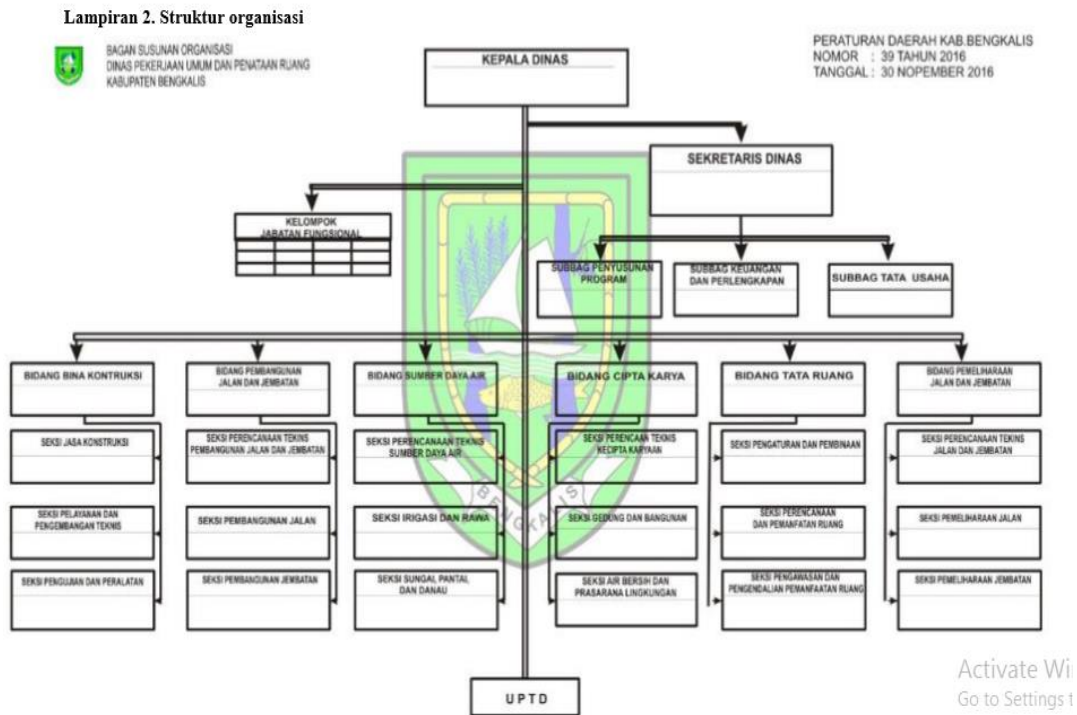 Lampiran 2. Struktur organisasi
BAGAN SUSUNAN ORGANISASI
DINAS PEKERJAAN UMUM DAN PENATAAN RUANG
KABUPATEN BENGKALIS
PERATURAN DAERAH KAB.BENGKALIS
NOMOR : 39 TAHUN 2016
TANGGAL : 30 NOPEMBER 2016
KEPALA DINAS
SEKRETARIS DINAS
KELOMPOK
JABATAN FUNGSIONAL
SUBBAG PENYUSUNAN
PROGRAM
SUBBAG KEUANGAN
DAN PERLENGKAPAN
SUBBAG TATA USAHA
BIDANG BINA KONTRUKSI
BIDANG PEMBANGUNAN
JALAN DAN JEMBATAN
BIDANG SUMBER DAYA AIR
BIDANG CIPTA KARYA
BIDANG TATA RUANG
BIDANG PEMELIHARAAN
JALAN DAN JEMBATAN
SEKSI JASA KONSTRUKSI
SEKSI PERENCANAAN TEKINS
PEMBANGUNAN JALAN DAN JEMBATAN
SEKSI PERENCANAAN TEKNIS
SUMBER DAYA AIR
SEKSI PERENCAAN TEKNIS
KECIPTA KARYAAN
SEKSI PENGATURAN DAN PEMBINAAN
SEKSI PERENCANAAN TEKINS
JALAN DAN JEMBATAN
SEKSI PELAYANAN DAN
PENGEMBANGAN TEKNIS
SEKSI PEMBANGUNAN JALAN
SEKSI IRIGASI DAN RAWA
SEKSI GEDUNG DAN BANGUNAN
SEKSI PERENCANAAN
DAN PEMANFATAN RUANG
SEKSI PEMELIHARAAN JALAN
SEKSI PENGUJIAN DAN PERALATAN
SEKSI PEMBANGUNAN JEMBATAN
SEKSI SUNGAI, PANTAI,
DAN DANAU
SEKSI AIR BERSIH DAN
PRASARANA LINGKUNGAN
SEKSI PENGAWASAN DAN
PENGENDALIAN PEMANFAATAN RUANG
SEKSI PEMELIHARAAN JEMBATAN
BENGKALIS
UPTD
Activate Wi
Go to Settings t